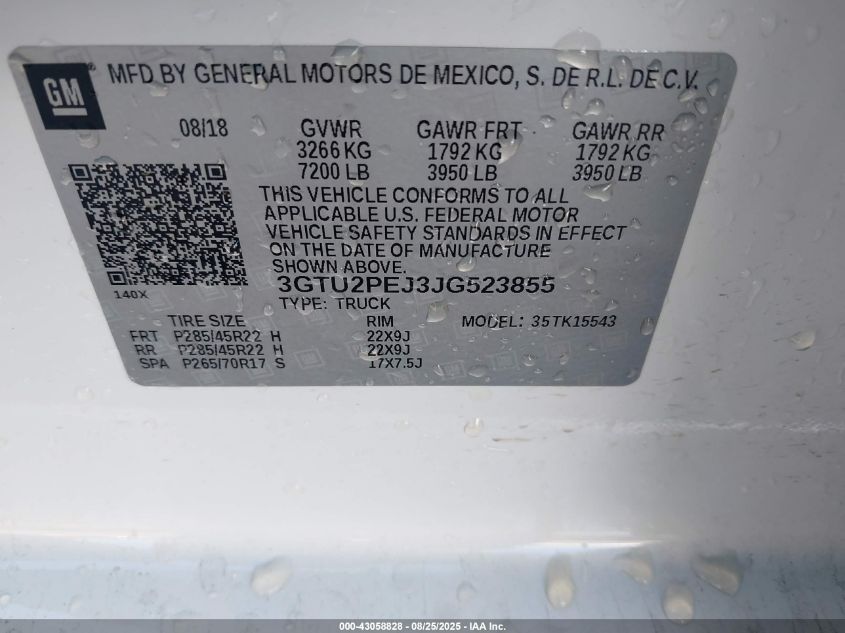 GM ® MFD BY GENERAL MOTORS DE MEXICO, S. DE R.L. DE C.V.
08/18 GVWR GAWR FRT GAWR RR
3266 KG 1792 KG 1792 KG
7200 LB 3950 LB 3950 LB
THIS VEHICLE CONFORMS TO ALL
APPLICABLE U.S. FEDERAL MOTOR
VEHICLE SAFETY STANDARDS IN EFFECT
ON THE DATE OF MANUFACTURE
SHOWN ABOVE.
3GTU2PEJ3JG523855
140X
TYPE: TRUCK
TIRE SIZE RIM MODEL: 35TK15543
FRT P285/45R22 H 22X9J
RR P285/45R22 H 22X9J
SPA P265/70R17 S 17X7.5J
000-43058828 - 08/25/2025 - IAA Inc.